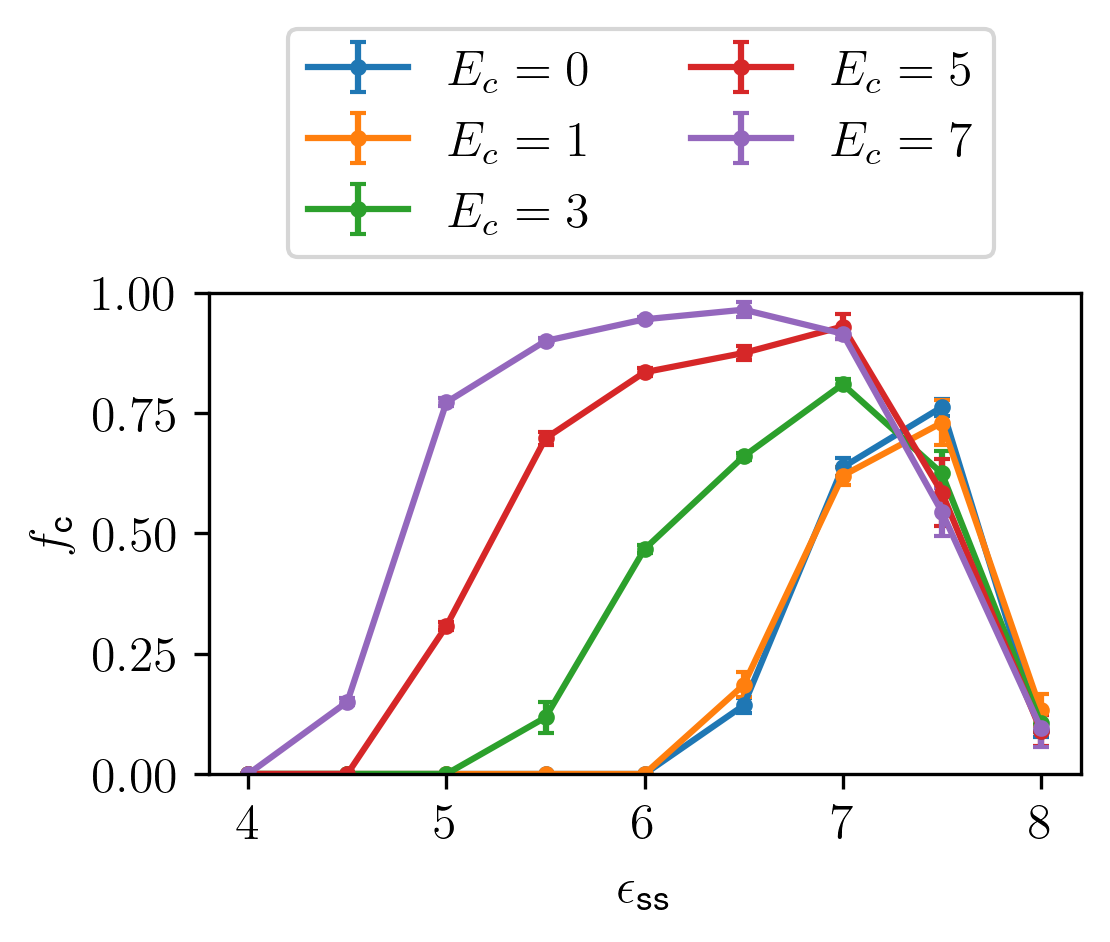 E_c = 0
E_c = 1
E_c = 3
E_c = 5
E_c = 7
1.00
0.75
0.50
0.25
0.00
f_c
4 5 6 7 8
ϵ_ss